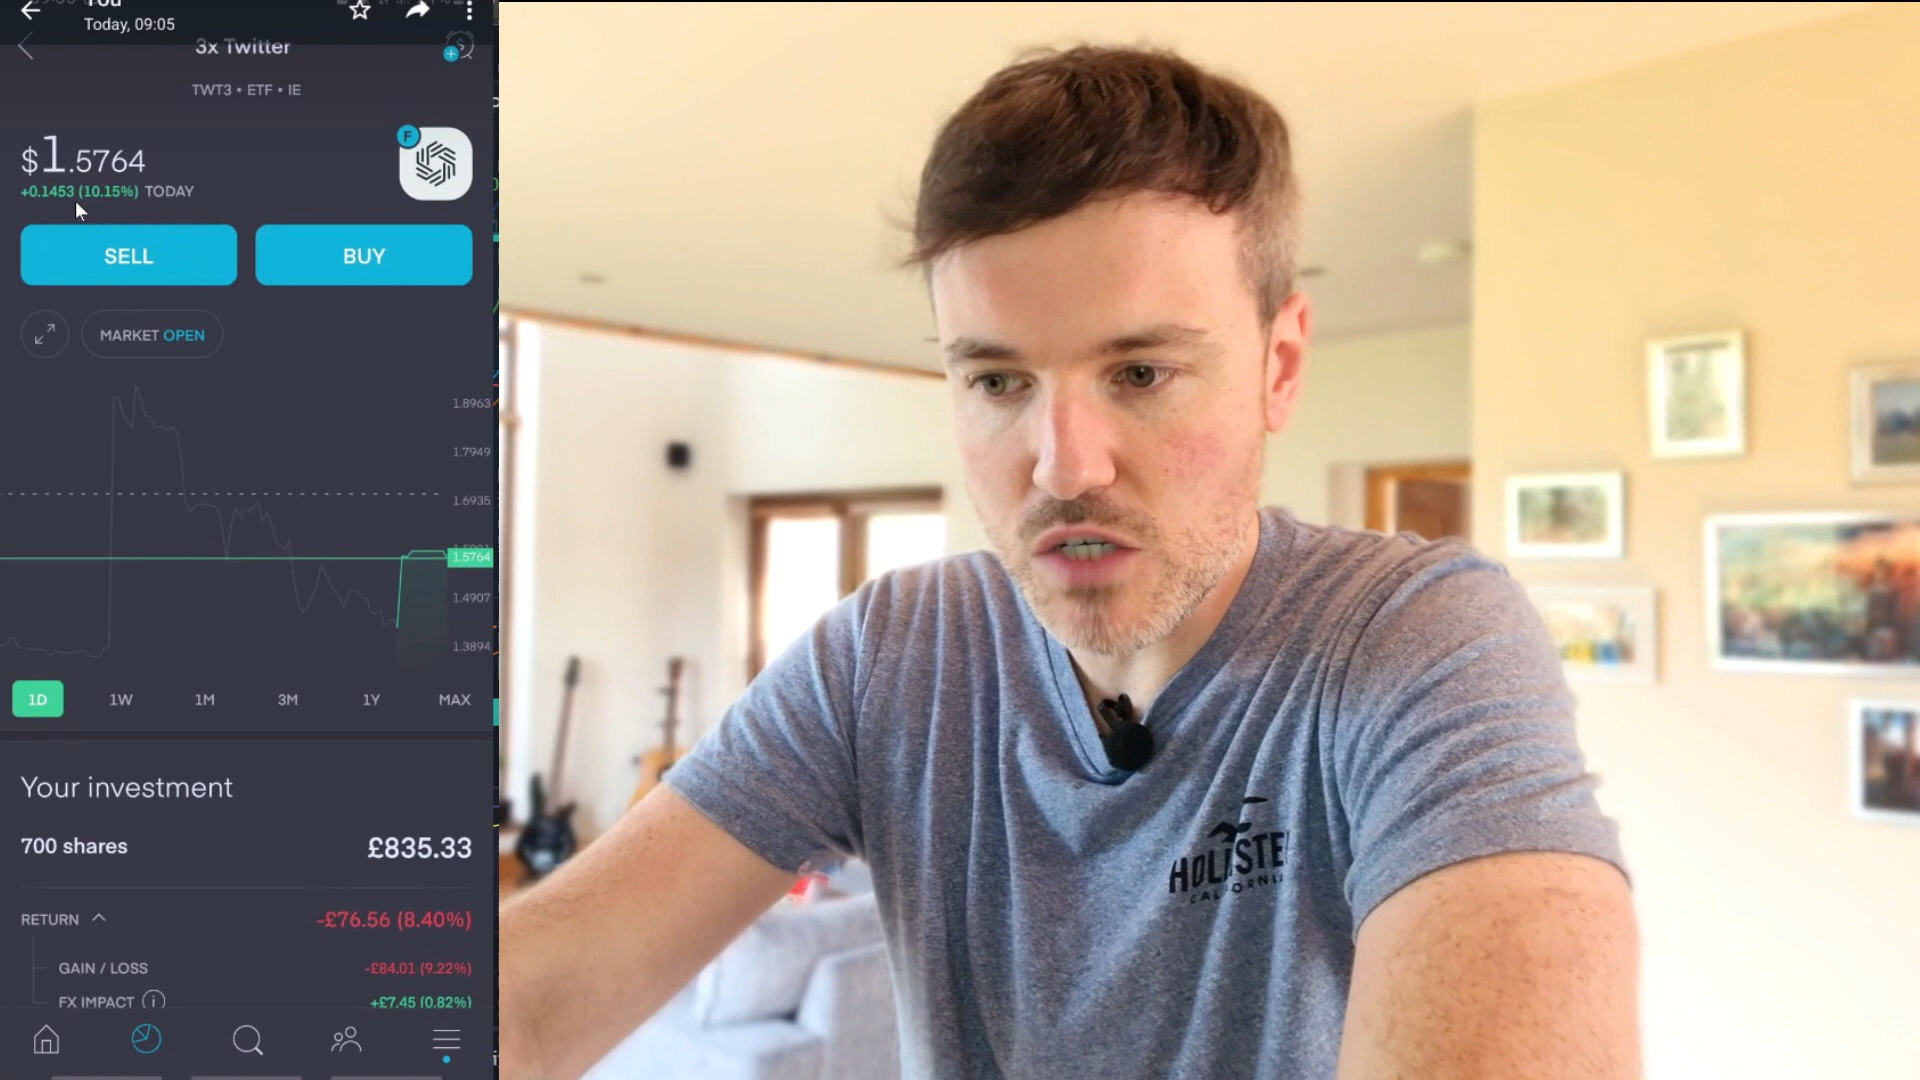 You
Today, 09:05
3x Twitter
TWT3 • ETF • IE
$1.5764
F
+0.1453 (10.15%) TODAY
SELL
BUY
MARKET OPEN
1.8963
1.7949
1.6935
1.5764
1.4907
1.3894
1D 1W 1M 3M 1Y MAX
Your investment
700 shares £835.33
RETURN -£76.56 (8.40%)
GAIN / LOSS -£84.01 (9.22%)
FX IMPACT i +£7.45 (0.82%)
HOLLISTE
CALIFORNIA